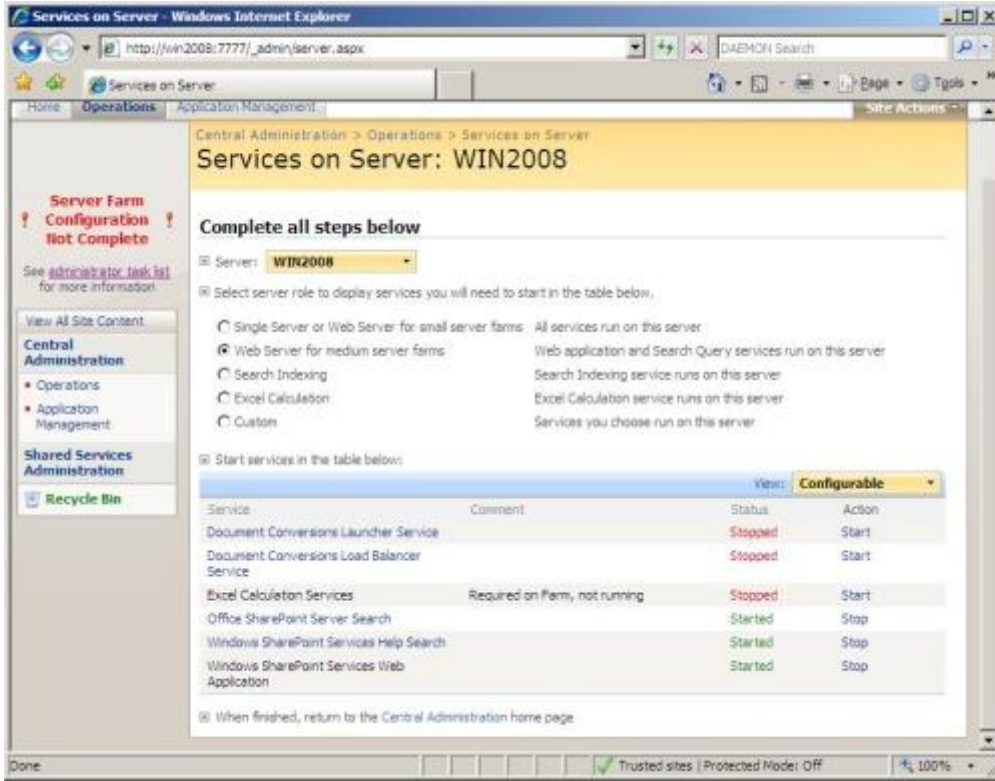 Services on Server - Windows Internet Explorer
http://win2008:7777/_admin/server.aspx
DAEMON Search
Services on Server
Page
Tools
Home Operations Application Management
Site Actions
Central Administration > Operations > Services on Server
Services on Server: WIN2008
Server Farm
! Configuration !
Not Complete
See administrator task list
for more information
View All Site Content
Central
Administration
Operations
Application
Management
Shared Services
Administration
Recycle Bin
Complete all steps below
Server: WIN2008
Select server role to display services you will need to start in the table below.
Single Server or Web Server for small server farms All services run on this server
Web Server for medium server farms Web application and Search Query services run on this server
Search Indexing Search Indexing service runs on this server
Excel Calculation Excel Calculation service runs on this server
Custom Services you choose run on this server
Start services in the table below:
View: Configurable
Service Comment Status Action
Document Conversions Launcher Service Stopped Start
Document Conversions Load Balancer
Service Stopped Start
Excel Calculation Services Required on Farm, not running Stopped Start
Office SharePoint Server Search Started Stop
Windows SharePoint Services Help Search Started Stop
Windows SharePoint Services Web
Application Started Stop
When finished, return to the Central Administration home page
Done
Trusted sites | Protected Mode: Off
100%